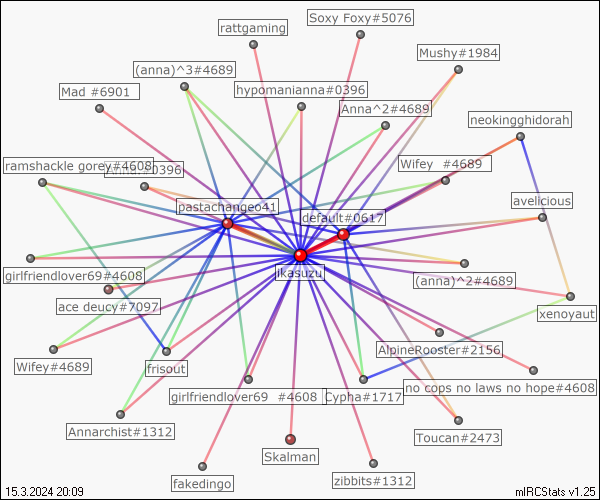 Soxy Foxy#5076
rattgaming
Mushy#1984
(anna)^3#4689
hypomanianna#0396
Mad #6901
Anna^2#4689
neokingghidorah
ramshackle gorey#4608
#0396
Wifey #4689
pastachangeo41
avelicious
default#0617
ikasuzu
girlfriendlover69#4608
(anna)^2#4689
ace deucy#7097
xenoyaut
AlpineRooster#2156
Wifey#4689
frisout
no cops no laws no hope#4608
girlfriendlover69 #4608
Cypha#1717
Annarchist#1312
Toucan#2473
Skalman
fakedingo
zibbits#1312
15.3.2024 20:09
mIRCStats v1.25